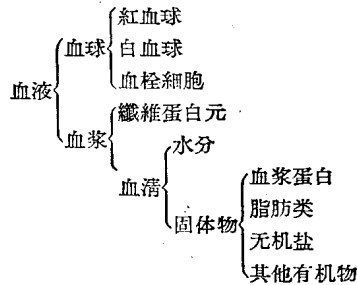 紅血球
血球
白血球
血栓細胞
血液
纖維蛋白元
血浆
水分
血淸
血浆蛋白
脂肪类
固体物
无机盐
其他有机物